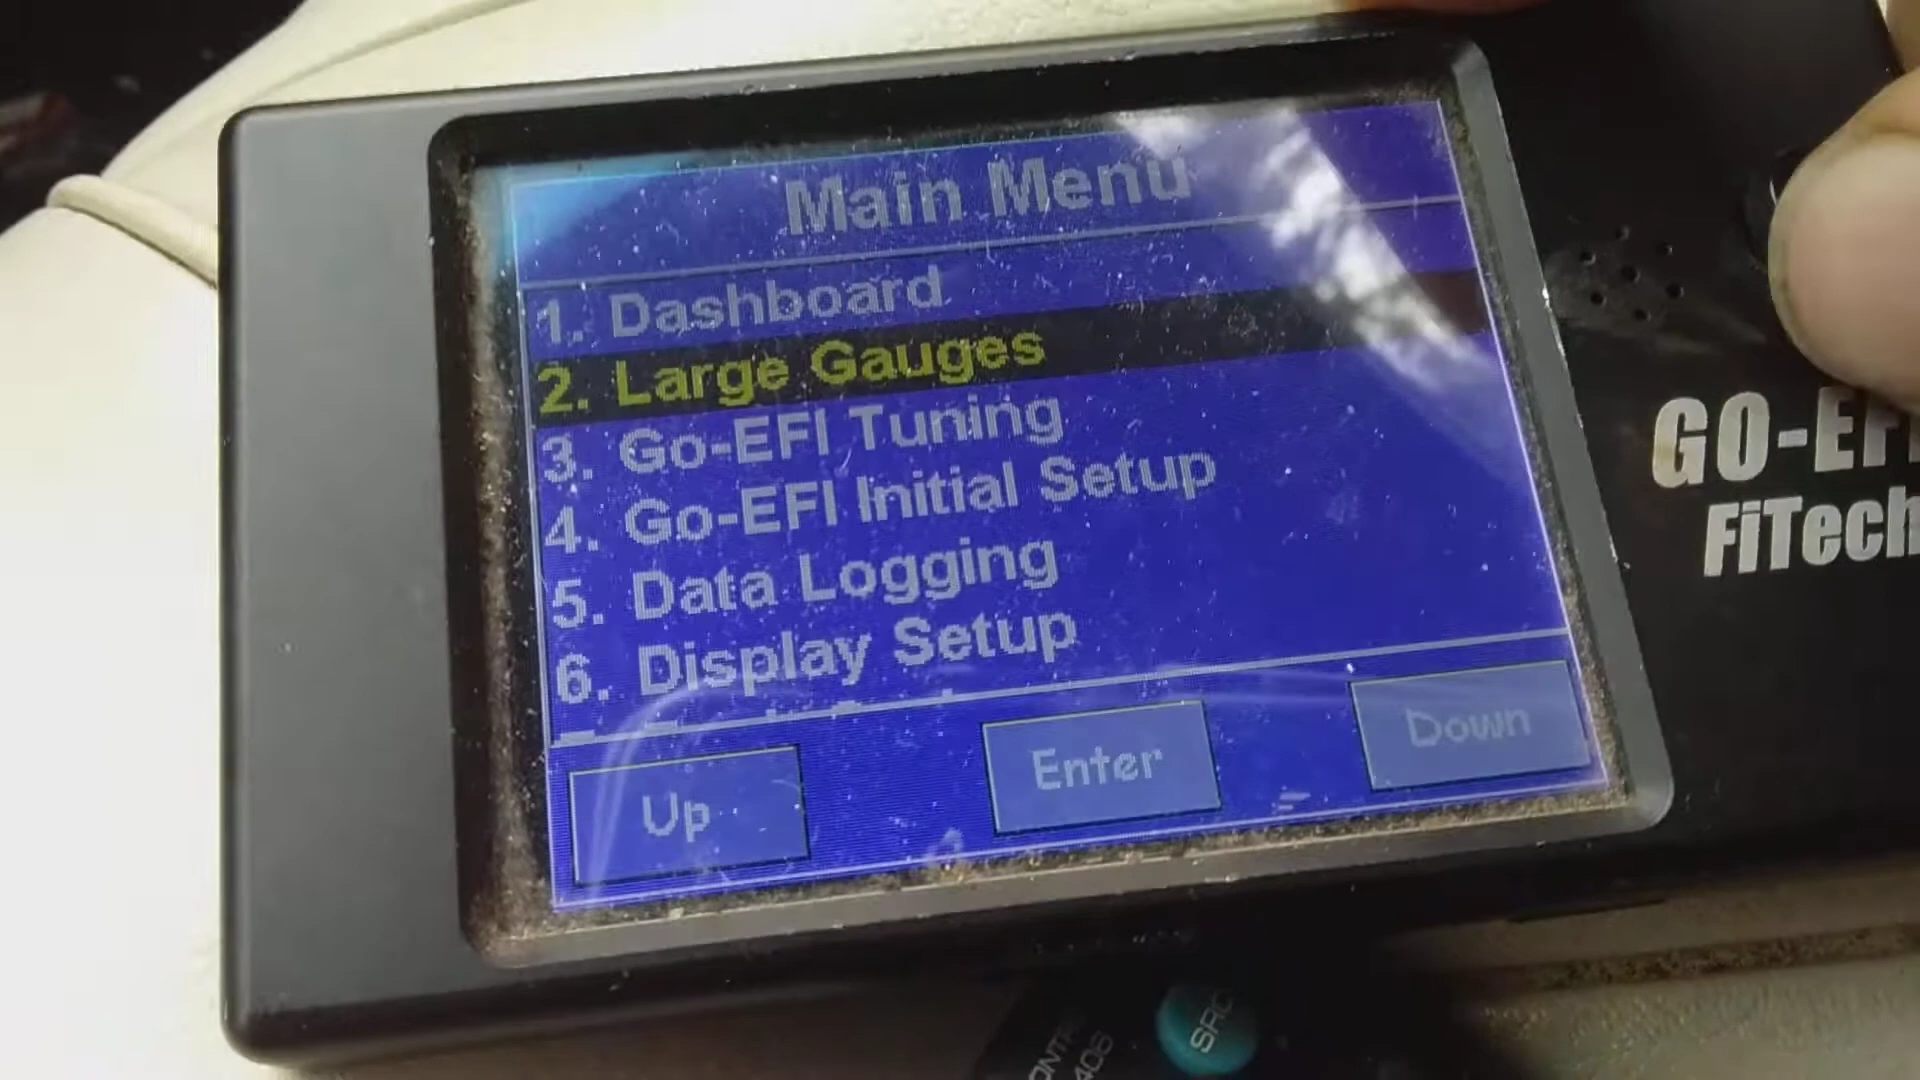 Main Menu
1. Dashboard
2. Large Gauges
3. Go-EFI Tuning
4. Go-EFI Initial Setup
5. Data Logging
6. Display Setup
Up
Enter
Down
GO-EFI
FiTech